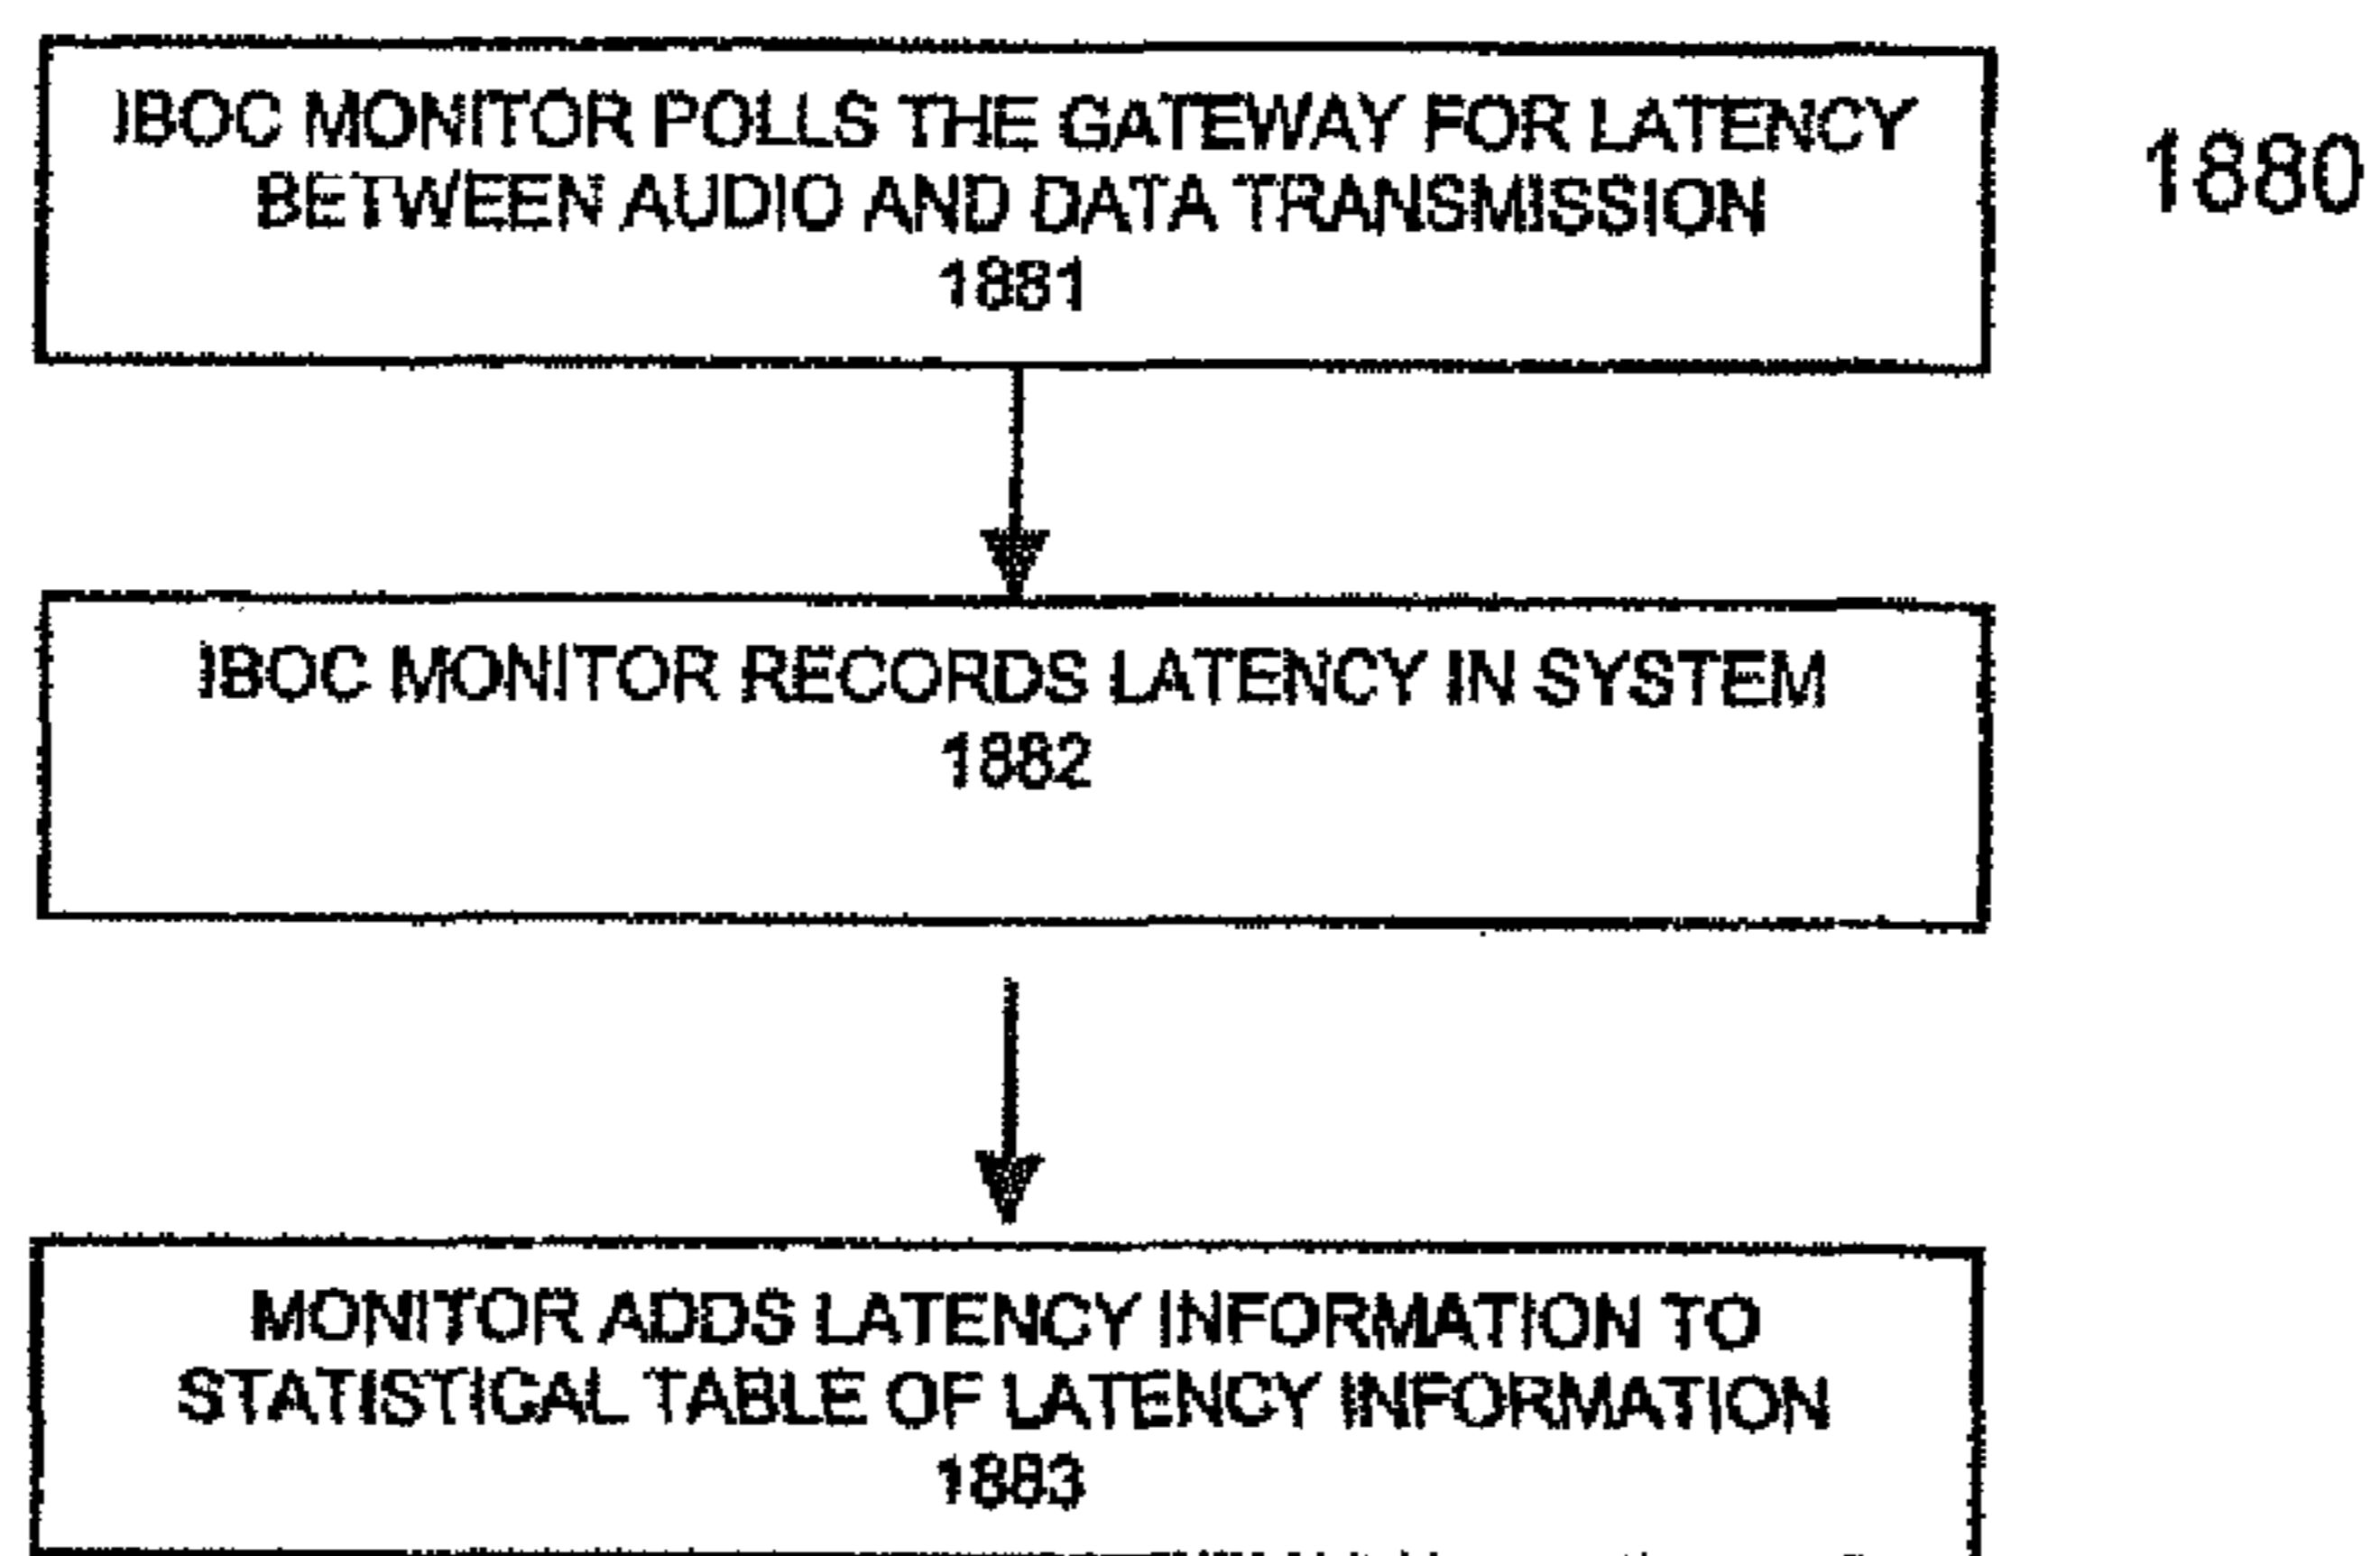 IBOC MONITOR POLLS THE GATEWAY FOR LATENCY
BETWEEN AUDIO AND DATA TRANSMISSION
1881
1880
IBOC MONITOR RECORDS LATENCY IN SYSTEM
1882
MONITOR ADDS LATENCY INFORMATION TO
STATISTICAL TABLE OF LATENCY INFORMATION
1883